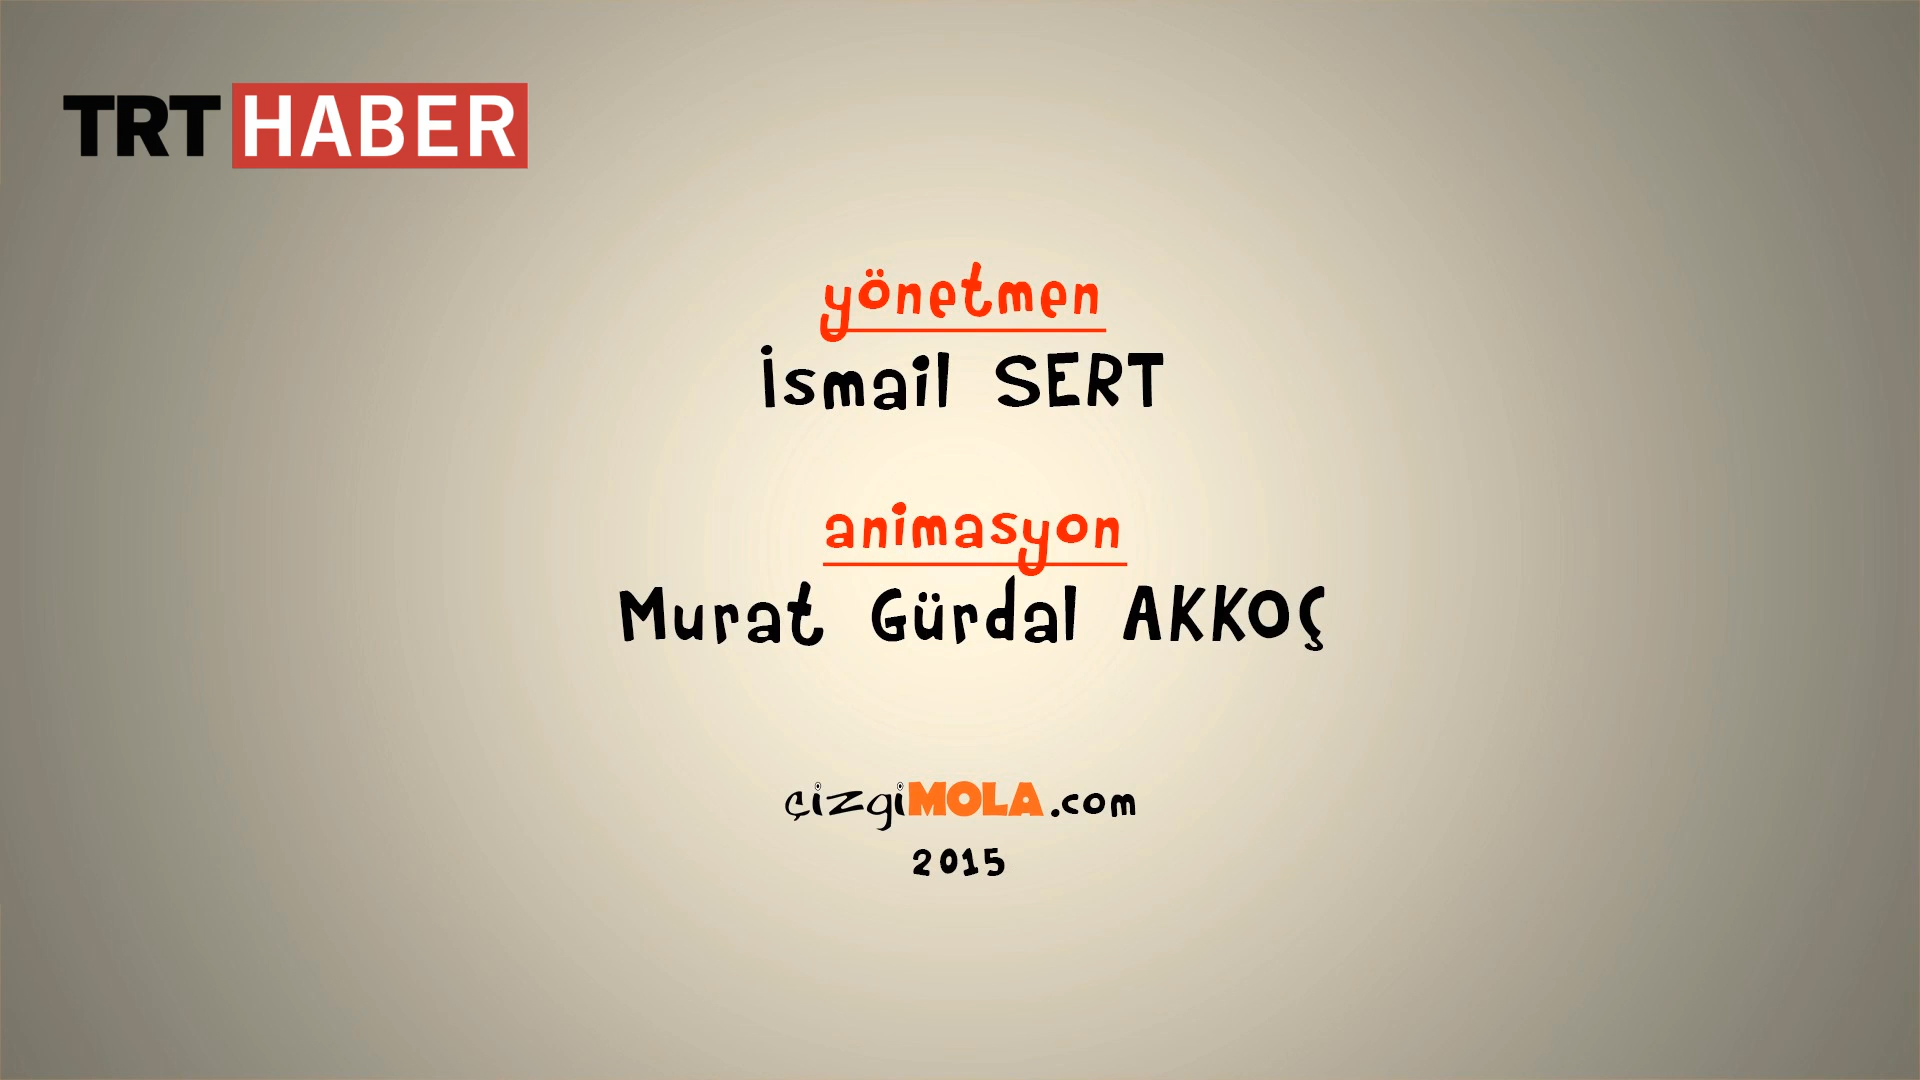 TRT HABER
yönetmen
İsmail SERT
animasyon
Murat Gürdal AKKOÇ
çizgiMOLA.com
2015